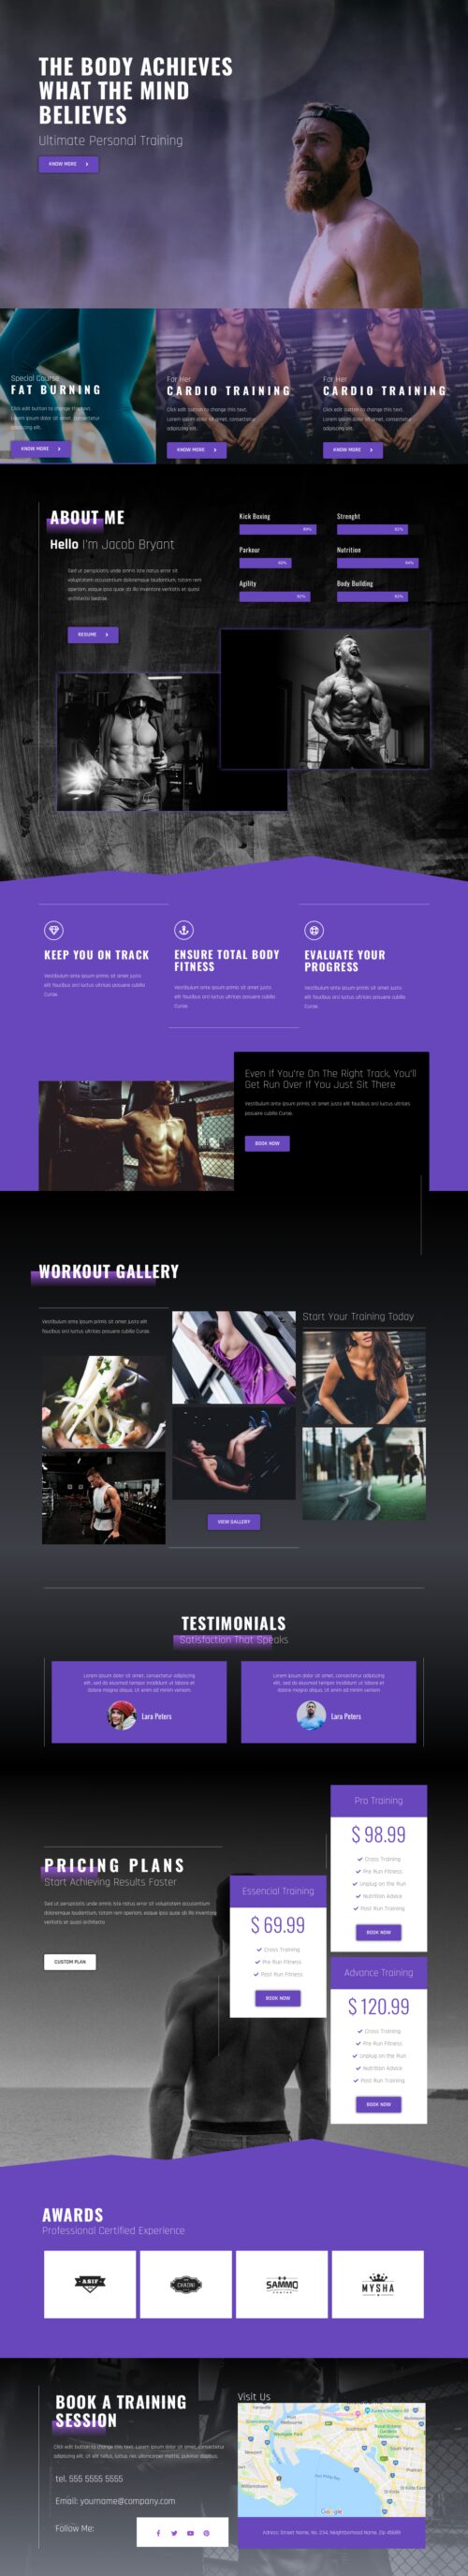 THE BODY ACHIEVES
WHAT THE MIND
BELIEVES
Ultimate Personal Training
KNOW MORE
Special Course
FAT BURNING
Click edit button to change this text.
Lorem ipsum dolor sit amet, consectetur
adipiscing elit.
KNOW MORE
For Her
CARDIO TRAINING
Click edit button to change this text.
Lorem ipsum dolor sit amet, consectetur
adipiscing elit.
KNOW MORE
For Her
CARDIO TRAINING
Click edit button to change this text.
Lorem ipsum dolor sit amet, consectetur
adipiscing elit.
KNOW MORE
ABOUT ME
Hello I'm Jacob Bryant
Sed ut perspiciatis unde omnis iste natus error sit
voluptatem accusantium doloremque laudantium, totam rem
aperiam, eaque ipsa quae ab illo inventore veritatis et quasi
architecto beatae.
RESUME
Kick Boxing
Strenght
Parkour
Nutrition
Agility
Body Building
KEEP YOU ON TRACK
Vestibulum ante ipsum primis sit amet justo
elit faucibus orci luctus ultrices posuere cubilia
Curae.
ENSURE TOTAL BODY
FITNESS
Vestibulum ante ipsum primis sit amet justo
elit faucibus orci luctus ultrices posuere cubilia
Curae.
EVALUATE YOUR
PROGRESS
Vestibulum ante ipsum primis sit amet justo
elit faucibus orci luctus ultrices posuere cubilia
Curae.
Even If You're On The Right Track, You'll
Get Run Over If You Just Sit There
Vestibulum ante ipsum primis sit amet justo elit faucibus orci luctus ultrices
posuere cubilia Curae.
BOOK NOW
WORKOUT GALLERY
Vestibulum ante ipsum primis sit amet justo elit
faucibus orci luctus ultrices posuere cubilia Curae.
Start Your Training Today
VIEW GALLERY
TESTIMONIALS
Satisfaction That Speaks
Lorem ipsum dolor sit amet, consectetur adipiscing
elit, sed do eiusmod tempor incididunt ut labore et
dolore magna aliqua. Ut enim ad minim veniam.
Lara Peters
Lorem ipsum dolor sit amet, consectetur adipiscing
elit, sed do eiusmod tempor incididunt ut labore et
dolore magna aliqua. Ut enim ad minim veniam.
Lara Peters
PRICING PLANS
Start Achieving Results Faster
Sed ut perspiciatis unde omnis iste natus error sit voluptatem accusantium
doloremque laudantium, totam rem aperiam, eaque ipsa quae ab illo inventore
veritatis et quasi architecto
CUSTOM PLAN
Essencial Training
$ 69.99
Cross Training
Pre Run Fitness
Post Run Fitness
BOOK NOW
Pro Training
$ 98.99
Cross Training
Pre Run Fitness
Unplug on the Run
Nutrition Advice
Post Run Training
BOOK NOW
Advance Training
$ 120.99
Cross Training
Pre Run Fitness
Unplug on the Run
Nutrition Advice
Post Run Training
BOOK NOW
AWARDS
Professional Certified Experience
ASIF
CHAONI
SAMMO
MYSHA
BOOK A TRAINING
SESSION
Click edit button to change this text. Lorem ipsum dolor sit amet, consectetur
adipiscing elit. Ut elit tellus, luctus nec ullamcorper mattis, pulvinar dapibus.
tel. 555 5555 5555
Email: yourname@company.com
Follow Me:
Visit Us
Port
Melbourne
Newport
Williamstown
South Yarra
Prahran
St Kilda
Google
Adress: Street Name, No. 234, Neighborhood Name, Zip 45685